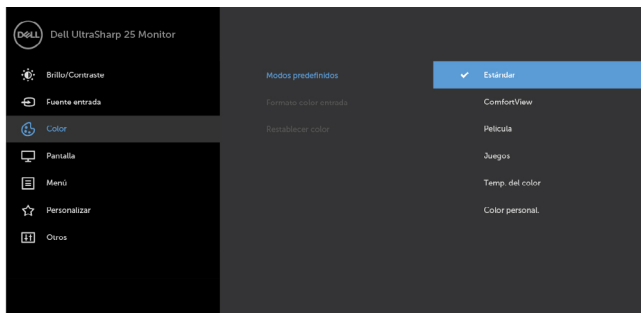 DELL Dell UltraSharp 25 Monitor
Brillo/Contraste
Fuente entrada
Color
Pantalla
Menú
Personalizar
Otros
Modos predefinidos
Formato color entrada
Restablecer color
Estándar
ComfortView
Película
Juegos
Temp. del color
Color personal.